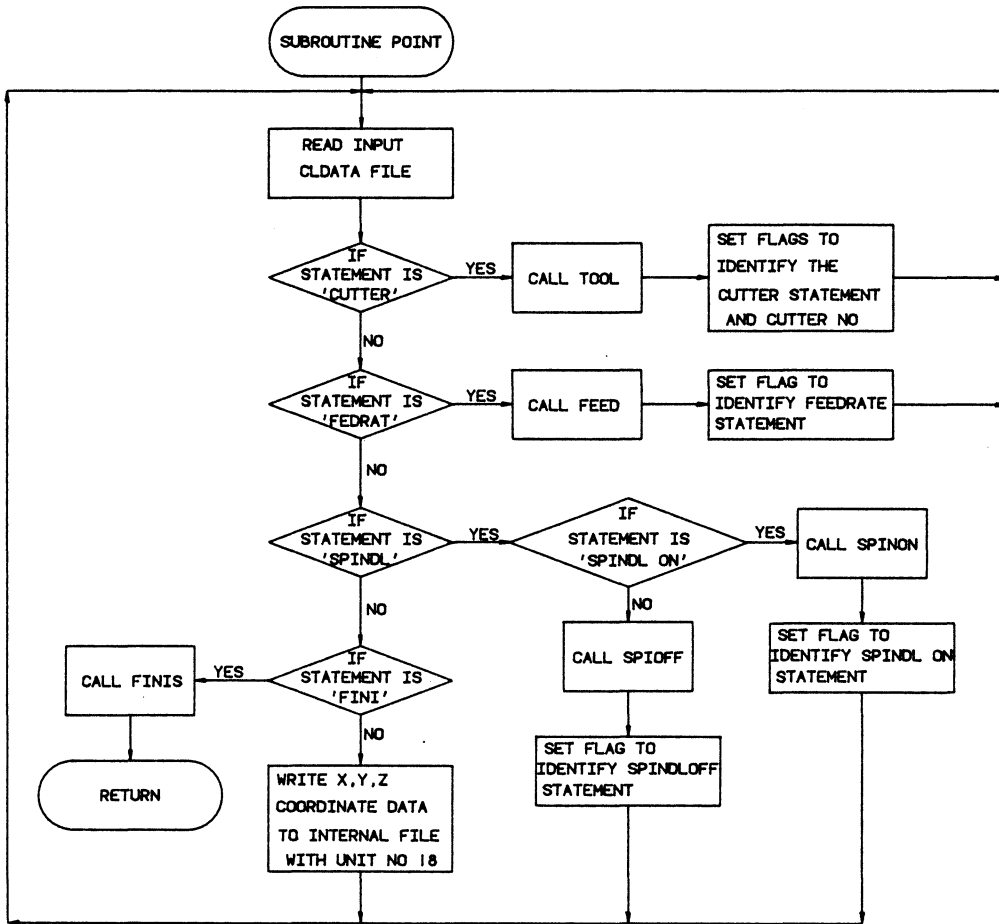 SUBROUTINE POINT
READ INPUT
CLDATA FILE
IF
STATEMENT IS
'CUTTER'
YES
CALL TOOL
SET FLAGS TO
IDENTIFY THE
CUTTER STATEMENT
AND CUTTER NO
NO
IF
STATEMENT IS
'FEDRAT'
YES
CALL FEED
SET FLAG TO
IDENTIFY FEEDRATE
STATEMENT
NO
IF
STATEMENT IS
'SPINDL'
YES
IF
STATEMENT IS
'SPINDL ON'
YES
CALL SPINON
SET FLAG TO
IDENTIFY SPINDL ON
STATEMENT
NO
CALL SPIOFF
SET FLAG TO
IDENTIFY SPINDLOFF
STATEMENT
NO
IF
STATEMENT IS
'FINI'
YES
CALL FINIS
RETURN
NO
WRITE X,Y,Z
COORDINATE DATA
TO INTERNAL FILE
WITH UNIT NO 18